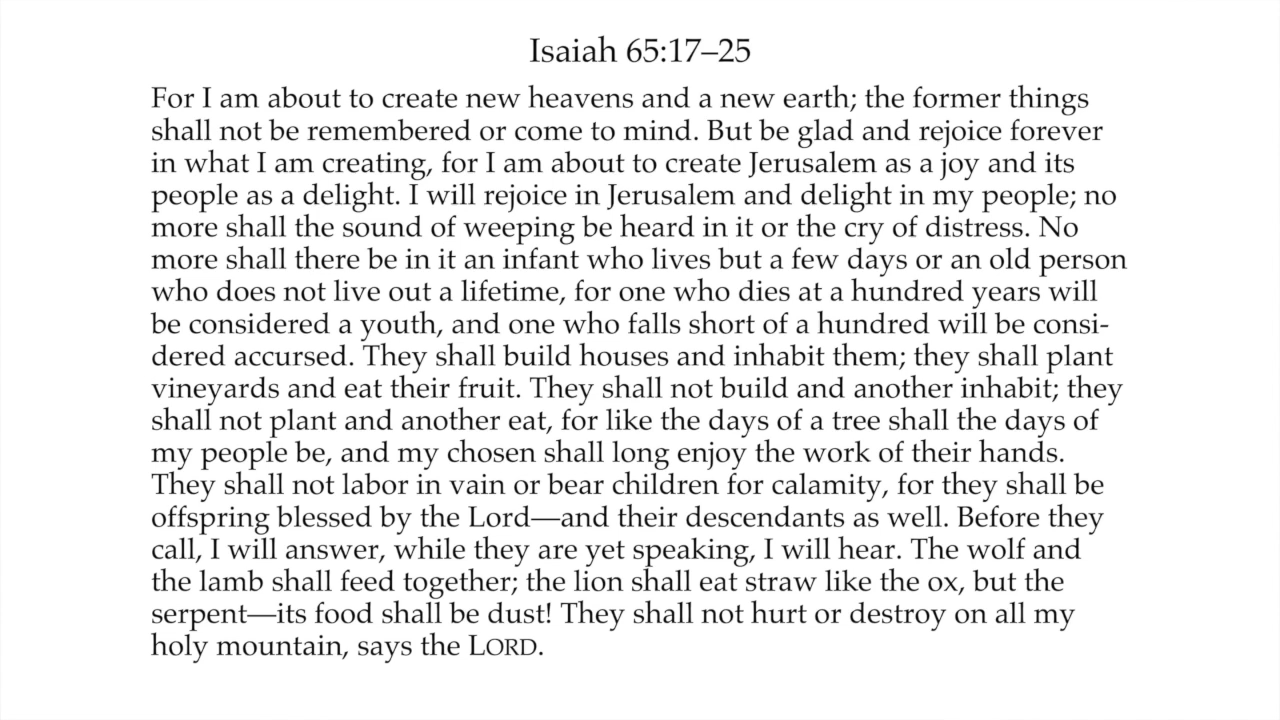 Isaiah 65:17–25
For I am about to create new heavens and a new earth; the former things
shall not be remembered or come to mind. But be glad and rejoice forever
in what I am creating, for I am about to create Jerusalem as a joy and its
people as a delight. I will rejoice in Jerusalem and delight in my people; no
more shall the sound of weeping be heard in it or the cry of distress. No
more shall there be in it an infant who lives but a few days or an old person
who does not live out a lifetime, for one who dies at a hundred years will
be considered a youth, and one who falls short of a hundred will be consi-
dered accursed. They shall build houses and inhabit them; they shall plant
vineyards and eat their fruit. They shall not build and another inhabit; they
shall not plant and another eat, for like the days of a tree shall the days of
my people be, and my chosen shall long enjoy the work of their hands.
They shall not labor in vain or bear children for calamity, for they shall be
offspring blessed by the Lord—and their descendants as well. Before they
call, I will answer, while they are yet speaking, I will hear. The wolf and
the lamb shall feed together; the lion shall eat straw like the ox, but the
serpent—its food shall be dust! They shall not hurt or destroy on all my
holy mountain, says the LORD.